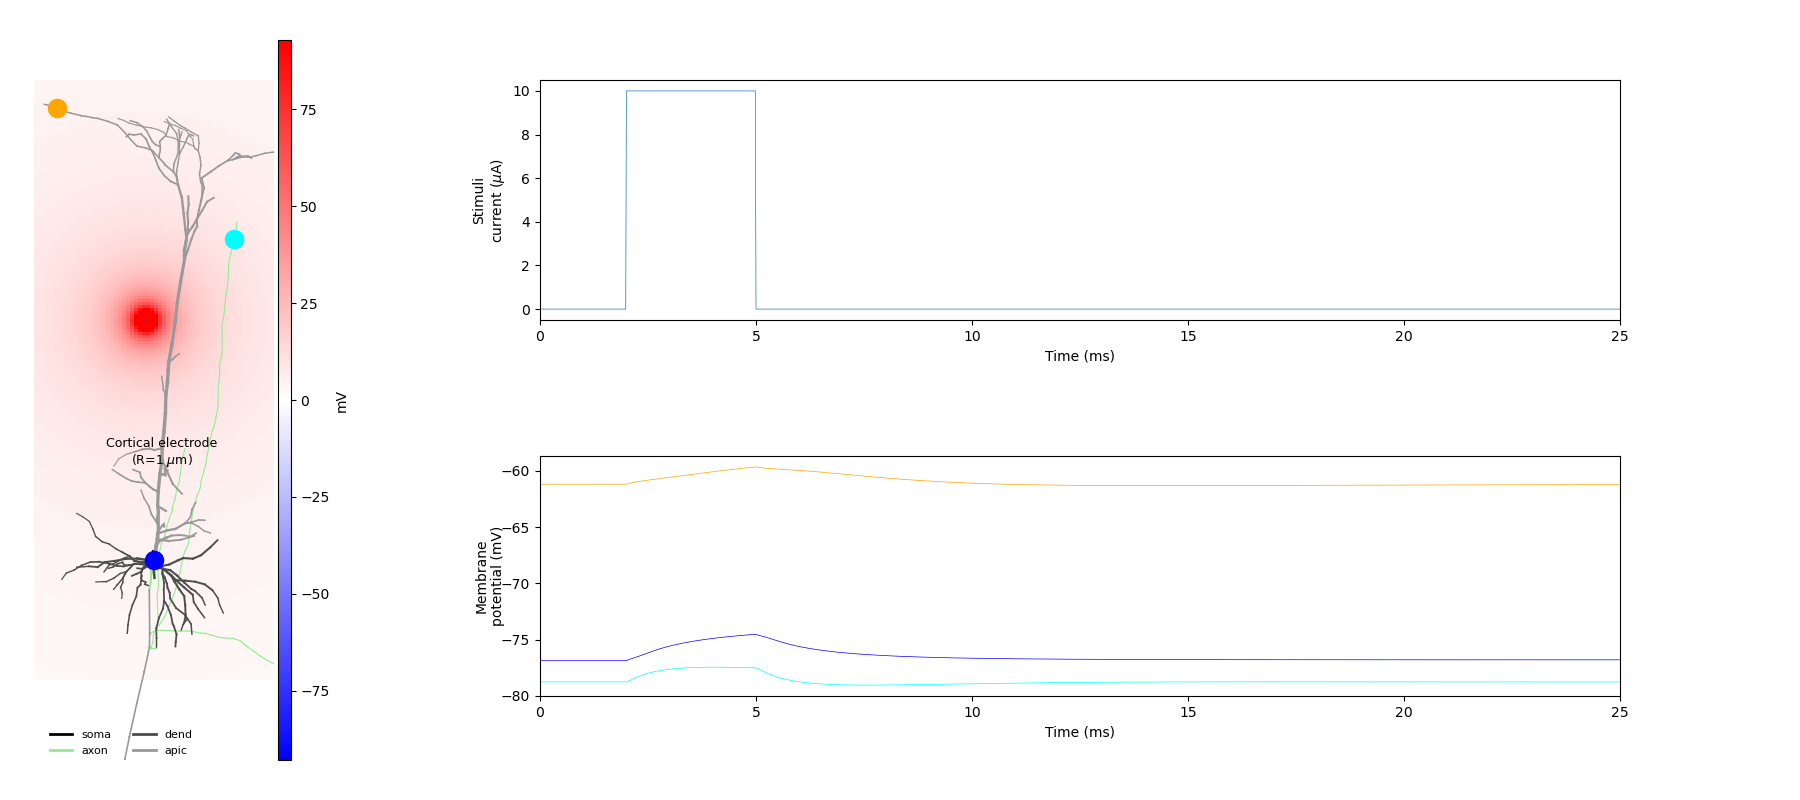 75
50
25
0
−25
−50
−75
mV
Cortical electrode
(R=1 μm)
soma
axon
dend
apic
10
8
6
4
2
0
Stimuli
current (μA)
0 5 10 15 20 25
Time (ms)
−60
−65
−70
−75
−80
Membrane
potential (mV)
0 5 10 15 20 25
Time (ms)